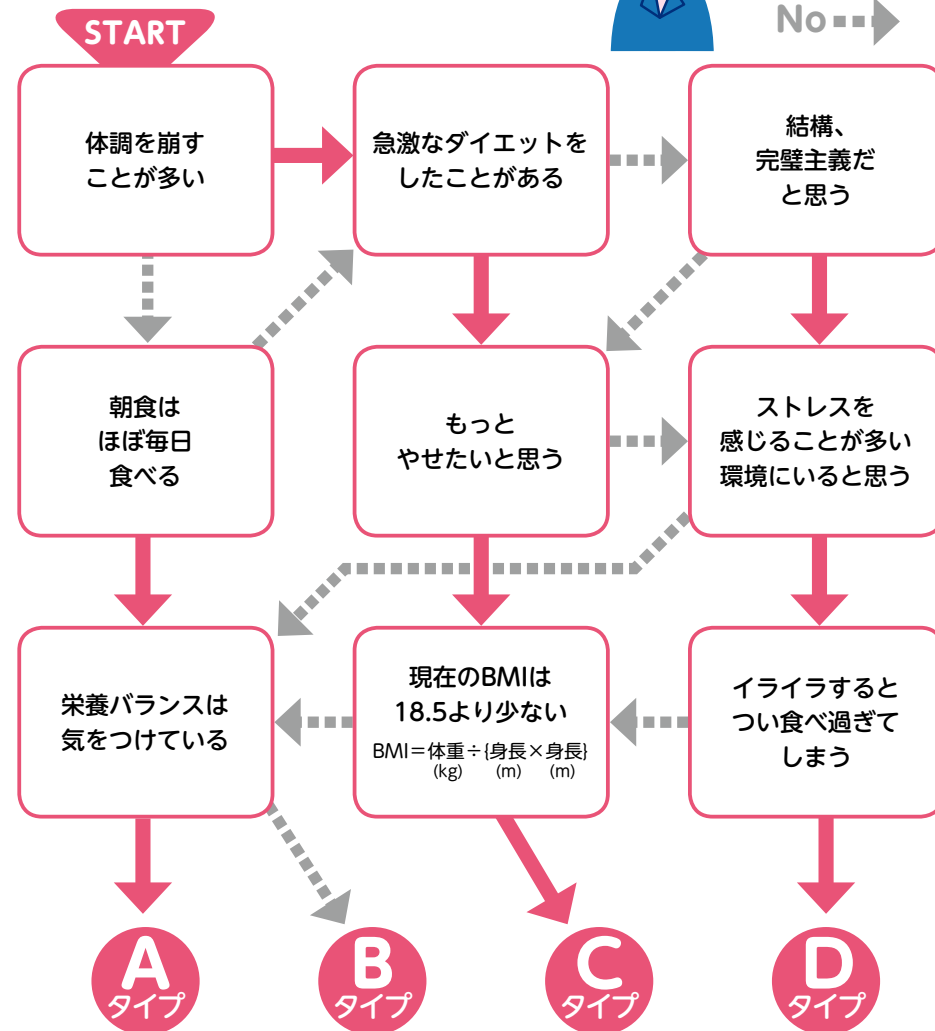 START
No
体調を崩す
ことが多い
急激なダイエットを
したことがある
結構、
完璧主義だ
と思う
朝食は
ほぼ毎日
食べる
もっと
やせたいと思う
ストレスを
感じることが多い
環境にいると思う
栄養バランスは
気をつけている
現在のBMIは
18.5より少ない
BMI=体重÷{身長×身長}
(kg) (m) (m)
イライラすると
つい食べ過ぎて
しまう
A
タイプ
B
タイプ
C
タイプ
D
タイプ